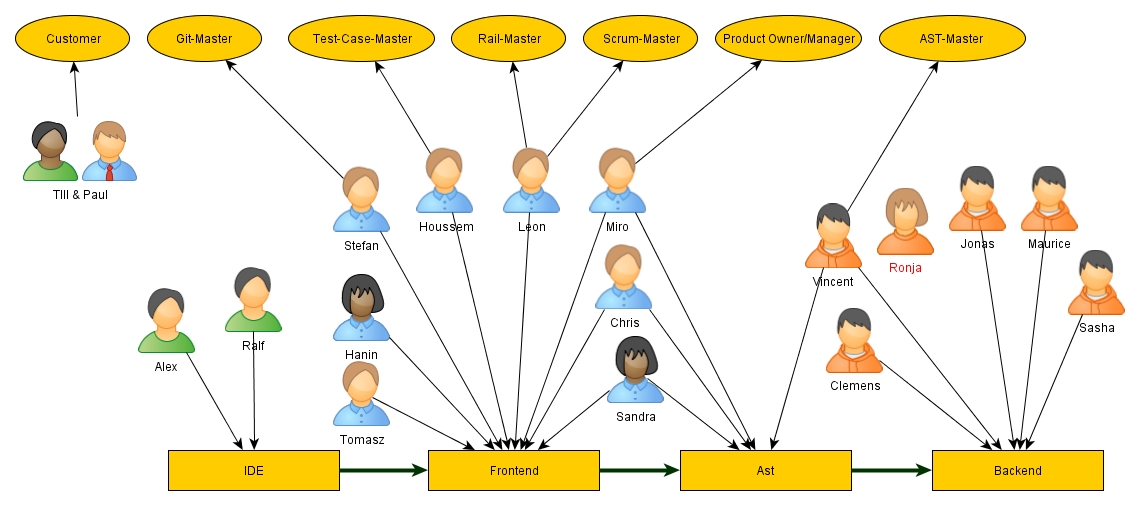 Customer
Git-Master
Test-Case-Master
Rail-Master
Scrum-Master
Product Owner/Manager
AST-Master
TIll & Paul
Stefan
Houssem
Leon
Miro
Vincent
Ronja
Jonas
Maurice
Alex
Ralf
Hanin
Chris
Sasha
Tomasz
Sandra
Clemens
IDE
Frontend
Ast
Backend